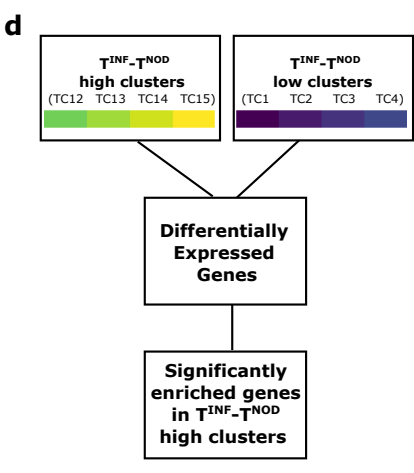 d
T^INF-T^NOD T^INF-T^NOD
high clusters low clusters
(TC12 TC13 TC14 TC15) (TC1 TC2 TC3 TC4)
Differentially
Expressed
Genes
Significantly
enriched genes
in T^INF-T^NOD
high clusters